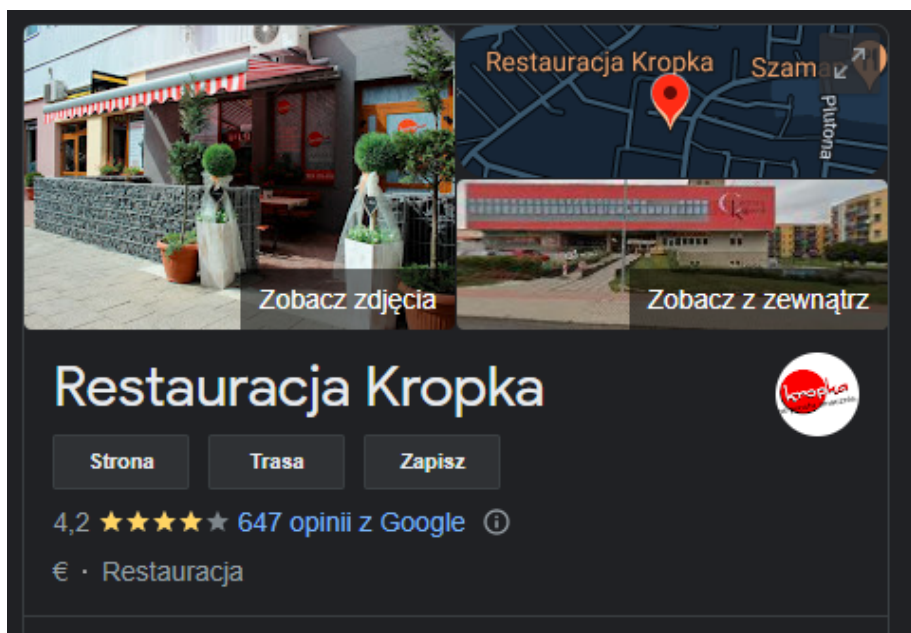 Restauracja Kropka
Szama
Plutona
Zobacz zdjęcia
Zobacz z zewnątrz
Restauracja Kropka
kropka
Strona
Trasa
Zapisz
4,2
647 opinii z Google
€ · Restauracja